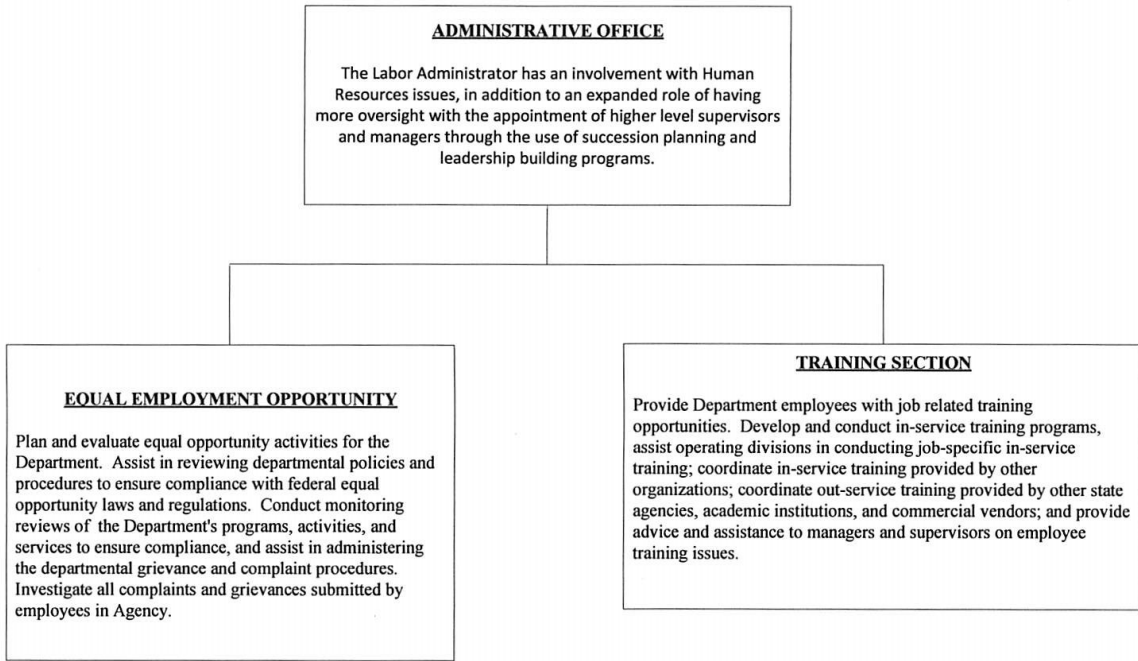 ADMINISTRATIVE OFFICE
The Labor Administrator has an involvement with Human
Resources issues, in addition to an expanded role of having
more oversight with the appointment of higher level supervisors
and managers through the use of succession planning and
leadership building programs.
EQUAL EMPLOYMENT OPPORTUNITY
Plan and evaluate equal opportunity activities for the
Department. Assist in reviewing departmental policies and
procedures to ensure compliance with federal equal
opportunity laws and regulations. Conduct monitoring
reviews of the Department's programs, activities, and
services to ensure compliance, and assist in administering
the departmental grievance and complaint procedures.
Investigate all complaints and grievances submitted by
employees in Agency.
TRAINING SECTION
Provide Department employees with job related training
opportunities. Develop and conduct in-service training programs,
assist operating divisions in conducting job-specific in-service
training; coordinate in-service training provided by other
organizations; coordinate out-service training provided by other state
agencies, academic institutions, and commercial vendors; and provide
advice and assistance to managers and supervisors on employee
training issues.